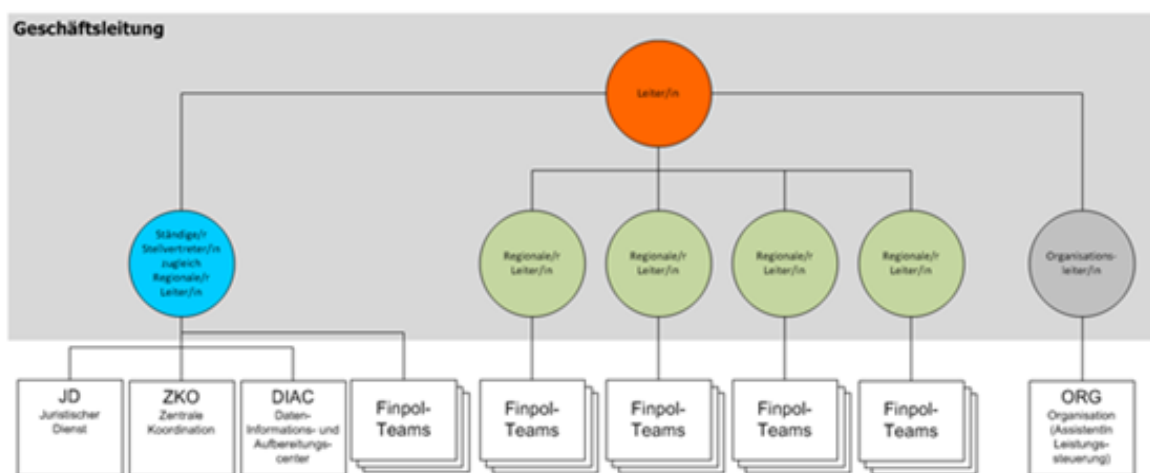 Geschäftsleitung
Leiter/in
Ständige/r
Stellvertreter/in
zugleich
Regionale/r
Leiter/in
Regionale/r
Leiter/in
Regionale/r
Leiter/in
Regionale/r
Leiter/in
Regionale/r
Leiter/in
Organisations-
leiter/in
JD
Juristischer
Dienst
ZKO
Zentrale
Koordination
DIAC
Daten-
Informations- und
Aufbereitungs-
center
Finpol-
Teams
Finpol-
Teams
Finpol-
Teams
Finpol-
Teams
Finpol-
Teams
ORG
Organisation
(AssistentIn
Leistungs-
steuerung)